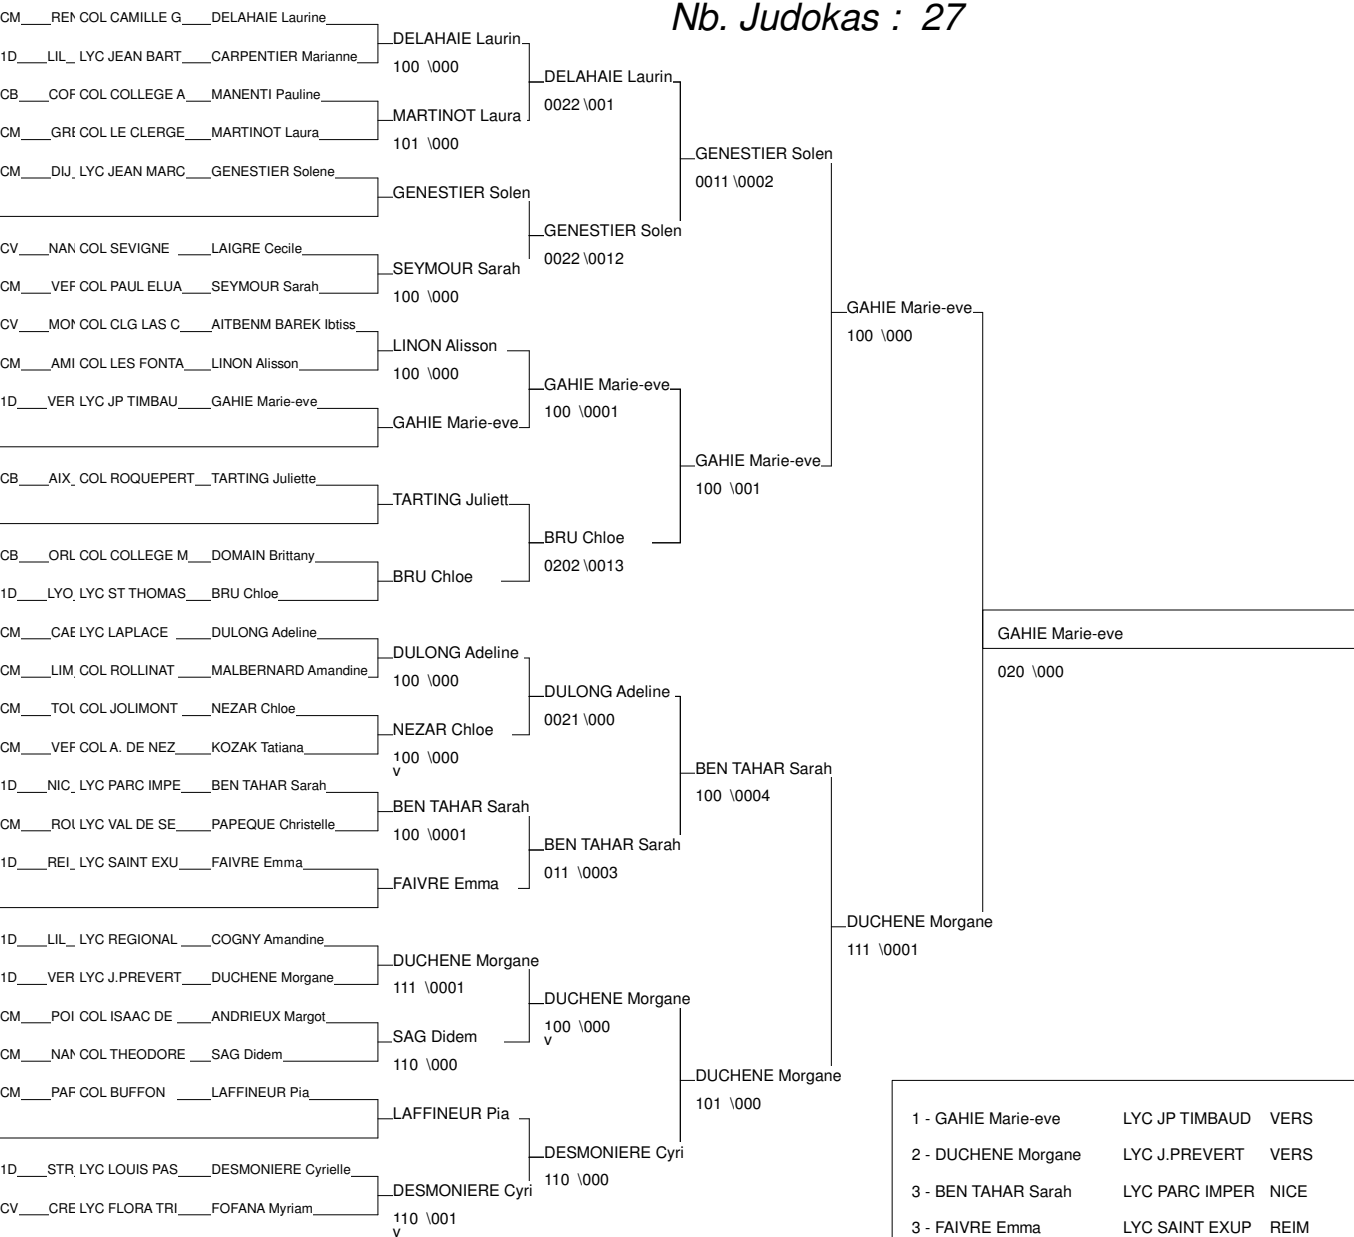 Nb. Judokas : 27
CM REN COL CAMILLE G DELAHAIE Laurine
1D LIL_ LYC JEAN BART CARPENTIER Marianne
CB COL COLLEGE A MANENTI Pauline
CM GRE COL LE CLERGE MARTINOT Laura
CM DIJ_ LYC JEAN MARC GENESTIER Solene
CV NAN COL SEVIGNE LAIGRE Cecile
CM VER COL PAUL ELUA SEYMOUR Sarah
CV MON COL CLG LAS C AITBENM BAREK Ibtiss
CM AMI COL LES FONTA LINON Alisson
1D VER LYC JP TIMBAU GAHIE Marie-eve
CB AIX_ COL ROQUEPERT TARTING Juliette
CB ORL COL COLLEGE M DOMAIN Brittany
1D LYO LYC ST THOMAS BRU Chloe
CM CAE LYC LAPLACE DULONG Adeline
CM LIM COL ROLLINAT MALBERNARD Amandine
CM TOU COL JOLIMONT NEZAR Chloe
CM VER COL A. DE NEZ KOZAK Tatiana
1D NIC_ LYC PARC IMPE BEN TAHAR Sarah
CM ROU LYC VAL DE SE PAPEQUE Christelle
1D REI_ LYC SAINT EXU FAIVRE Emma
1D LIL_ LYC REGIONAL COGNY Amandine
1D VER LYC J.PREVERT DUCHENE Morgane
CM POI COL ISAAC DE ANDRIEUX Margot
CM NAN COL THEODORE SAG Didem
CM PAR COL BUFFON LAFFINEUR Pia
1D STR LYC LOUIS PAS DESMONIERE Cyrielle
CV CRE LYC FLORA TRI FOFANA Myriam
DELAHAIE Laurin
100 \000
MARTINOT Laura
101 \000
GENESTIER Solen
SEYMOUR Sarah
100 \000
LINON Alisson
100 \000
GAHIE Marie-eve
TARTING Juliett
BRU Chloe
DULONG Adeline
100 \000
NEZAR Chloe
100 \000
v
BEN TAHAR Sarah
100 \0001
FAIVRE Emma
DUCHENE Morgane
111 \0001
SAG Didem
110 \000
LAFFINEUR Pia
DESMONIERE Cyri
110 \001
v
DELAHAIE Laurin
0022 \001
GENESTIER Solen
0022 \0012
GAHIE Marie-eve
100 \0001
BRU Chloe
0202 \0013
DULONG Adeline
0021 \000
BEN TAHAR Sarah
011 \0003
DUCHENE Morgane
100 \000
v
DESMONIERE Cyri
110 \000
GENESTIER Solen
0011 \0002
GAHIE Marie-eve
100 \001
BEN TAHAR Sarah
100 \0004
DUCHENE Morgane
101 \000
GAHIE Marie-eve
100 \000
DUCHENE Morgane
111 \0001
GAHIE Marie-eve
020 \000
1 - GAHIE Marie-eve LYC JP TIMBAUD VERS
2 - DUCHENE Morgane LYC J.PREVERT VERS
3 - BEN TAHAR Sarah LYC PARC IMPER NICE
3 - FAIVRE Emma LYC SAINT EXUP REIM